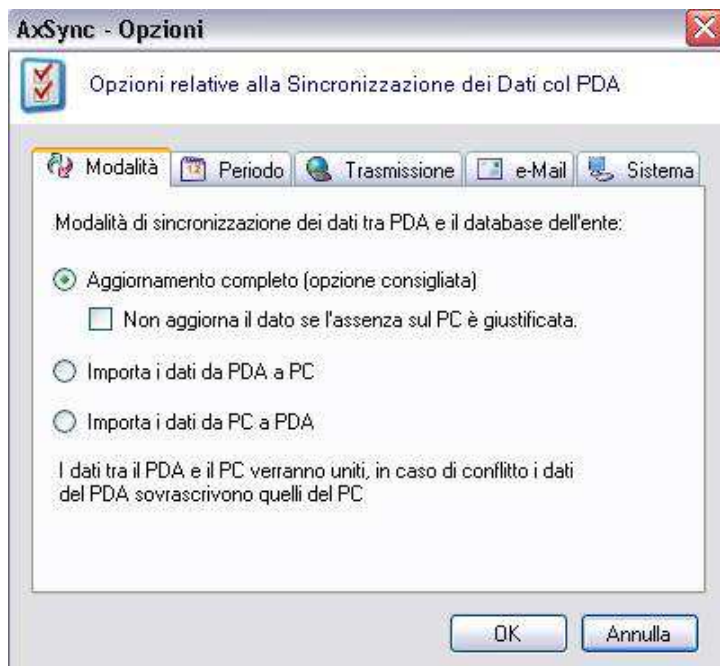 AxSync - Opzioni
Opzioni relative alla Sincronizzazione dei Dati col PDA
Modalità
12
Periodo
Trasmissione
e-Mail
Sistema
Modalità di sincronizzazione dei dati tra PDA e il database dell'ente:
Aggiornamento completo (opzione consigliata)
Non aggiorna il dato se l'assenza sul PC è giustificata.
Importa i dati da PDA a PC
Importa i dati da PC a PDA
I dati tra il PDA e il PC verranno uniti, in caso di conflitto i dati
del PDA sovrascrivono quelli del PC
OK
Annulla